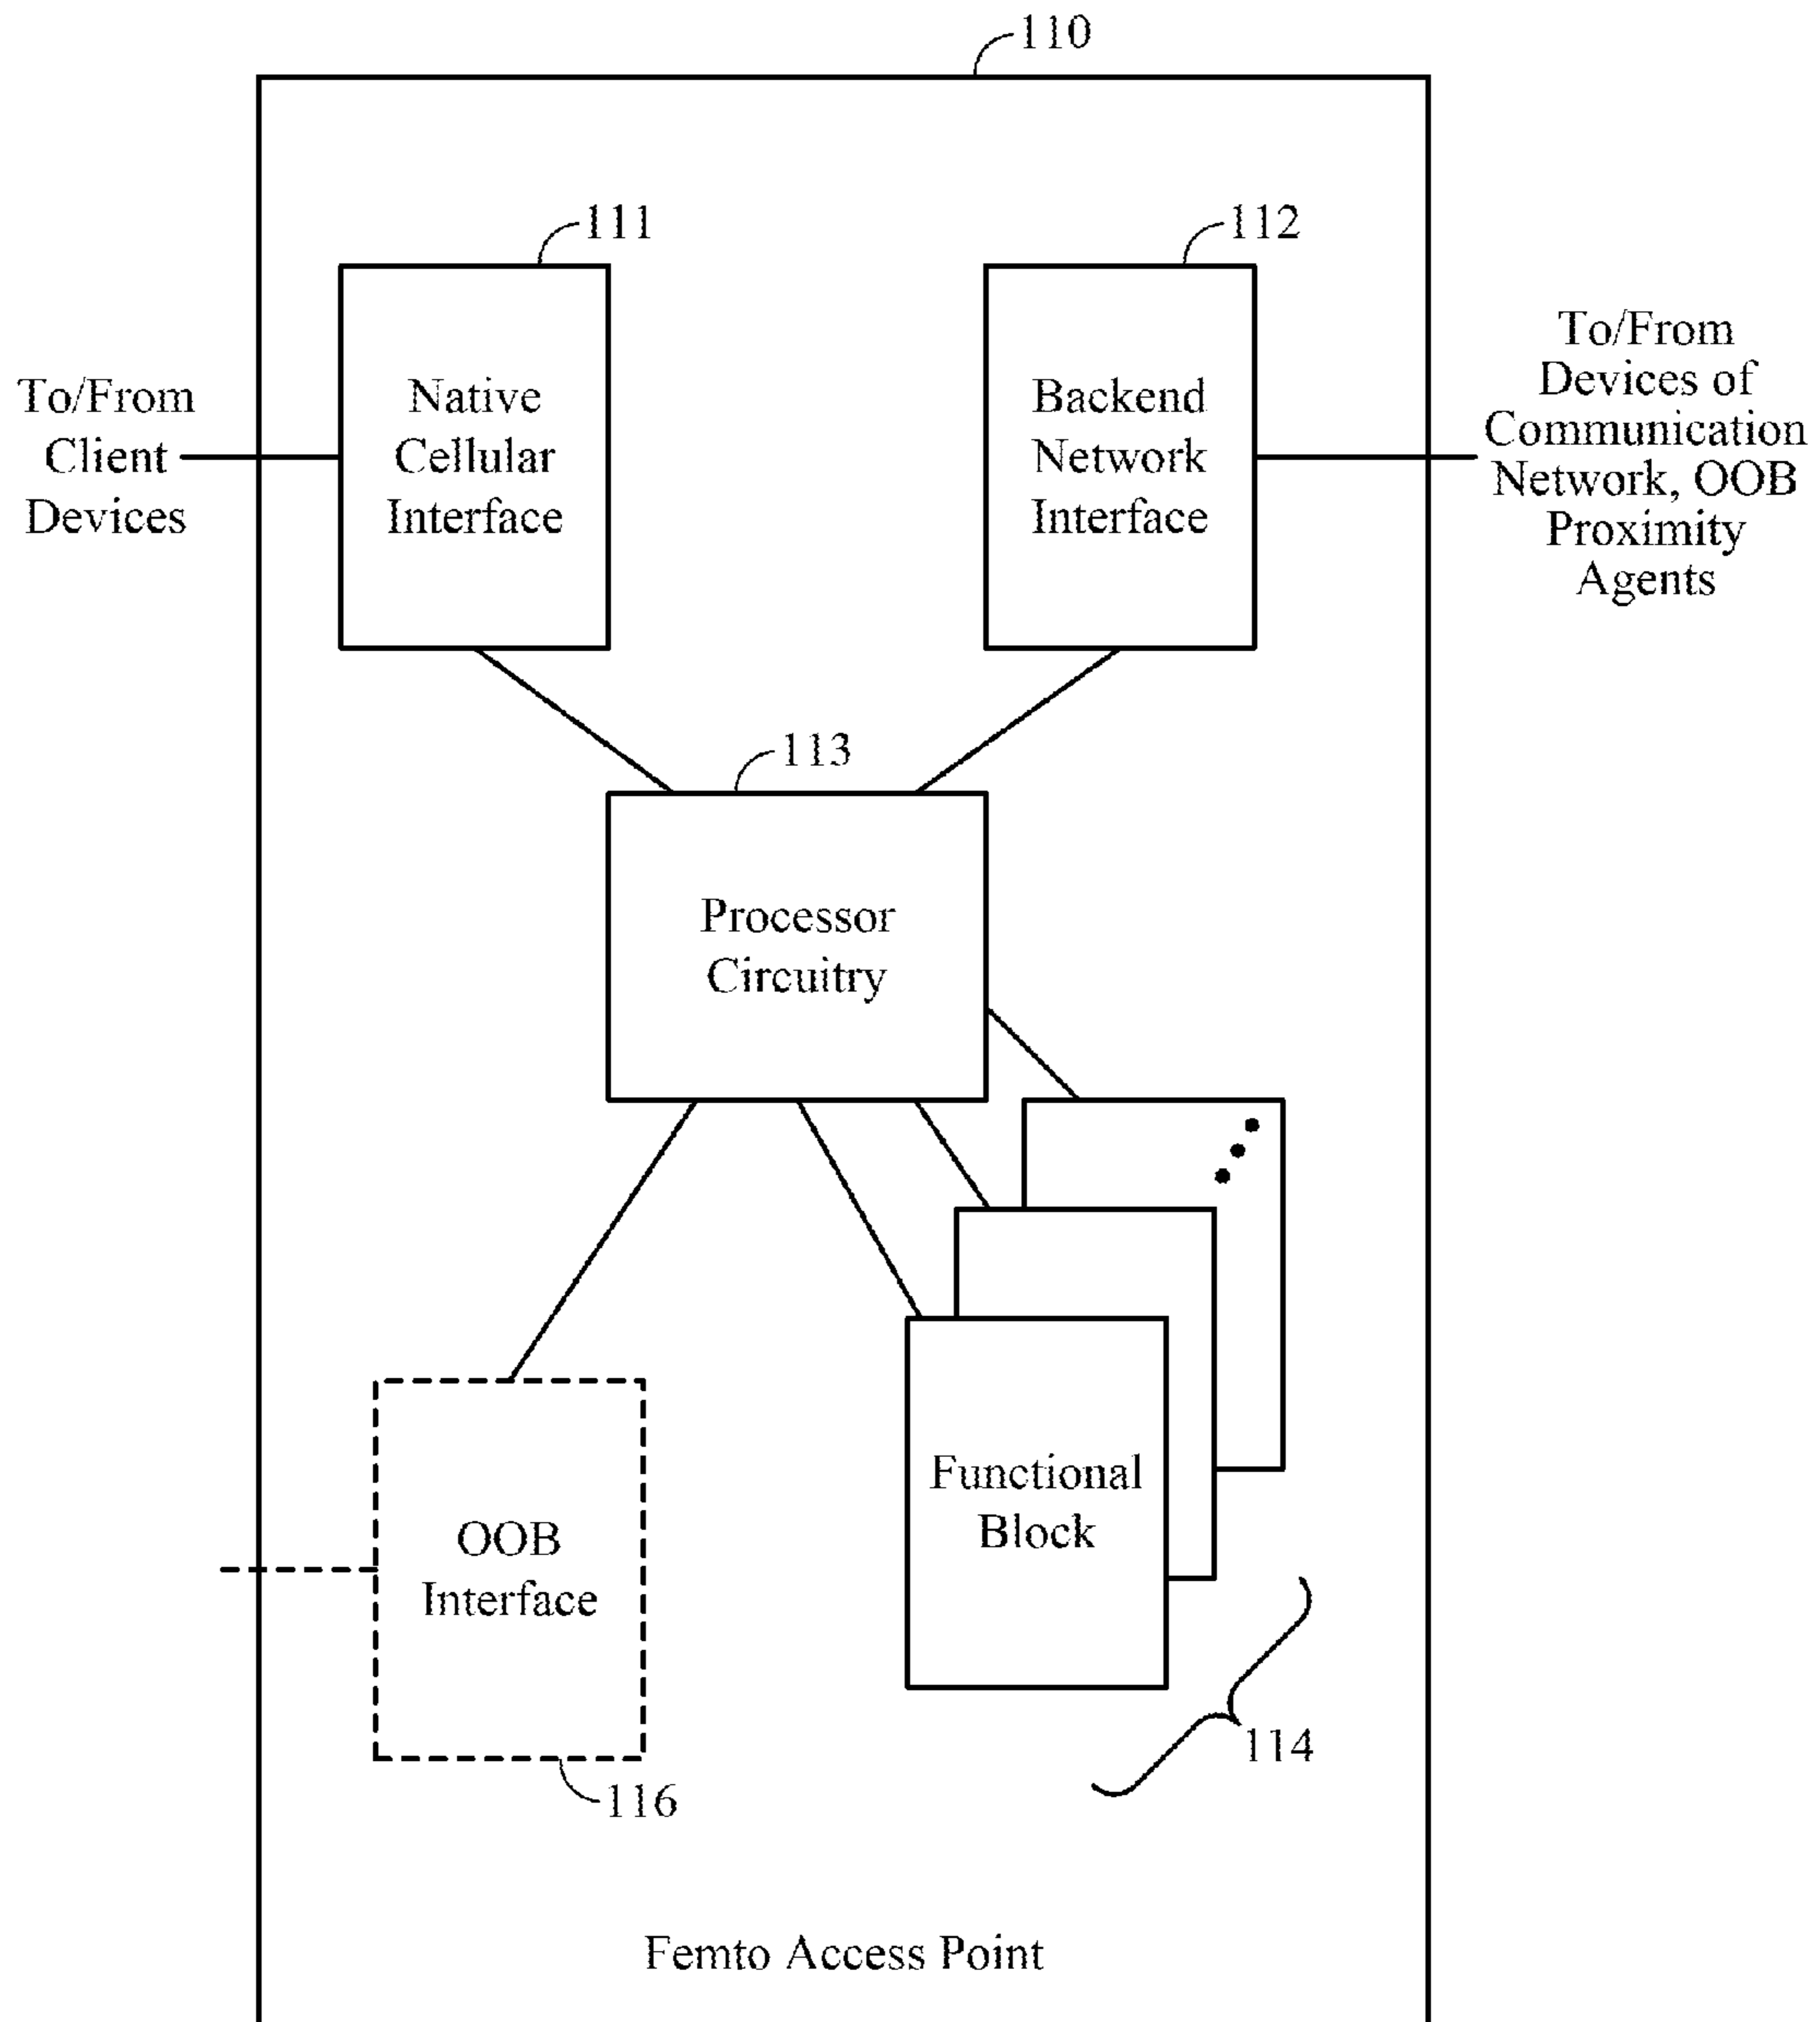 110
111
112
To/From
Client
Devices
Native
Cellular
Interface
Backend
Network
Interface
To/From
Devices of
Communication
Network, OOB
Proximity
Agents
113
Processor
Circuitry
OOB
Interface
Functional
Block
114
116
Femto Access Point